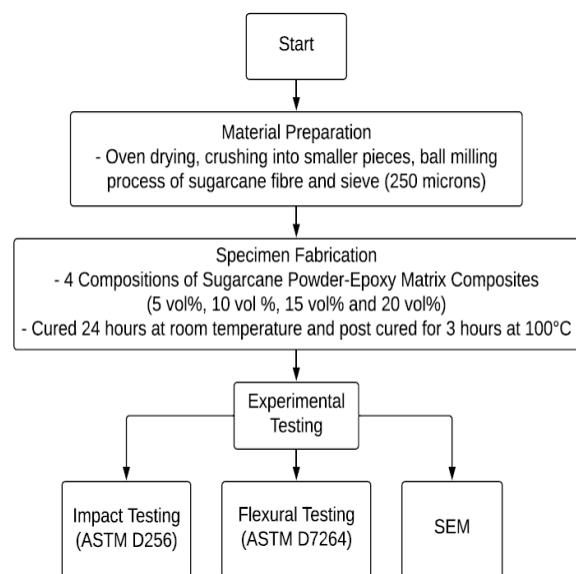 Start
Material Preparation
- Oven drying, crushing into smaller pieces, ball milling
process of sugarcane fibre and sieve (250 microns)
Specimen Fabrication
- 4 Compositions of Sugarcane Powder-Epoxy Matrix Composites
(5 vol%, 10 vol %, 15 vol% and 20 vol%)
- Cured 24 hours at room temperature and post cured for 3 hours at 100°C
Experimental
Testing
Impact Testing
(ASTM D256)
Flexural Testing
(ASTM D7264)
SEM